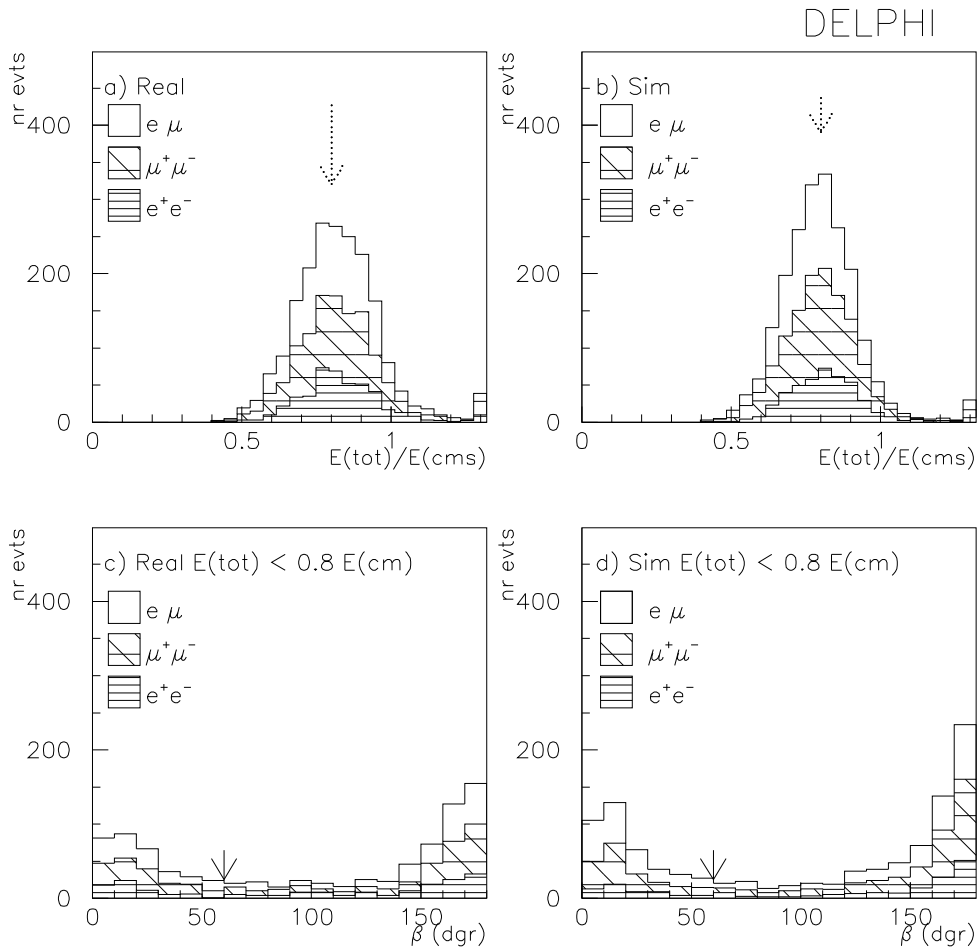 DELPHI
nr evts
a) Real
e μ
μ⁺μ⁻
e⁺e⁻
400
200
0
0
0.5
1
E(tot)/E(cms)
nr evts
b) Sim
e μ
μ⁺μ⁻
e⁺e⁻
400
200
0
0
0.5
1
E(tot)/E(cms)
nr evts
c) Real E(tot) < 0.8 E(cm)
e μ
μ⁺μ⁻
e⁺e⁻
400
200
0
0
50
100
150
β (dgr)
nr evts
d) Sim E(tot) < 0.8 E(cm)
e μ
μ⁺μ⁻
e⁺e⁻
400
200
0
0
50
100
150
β (dgr)